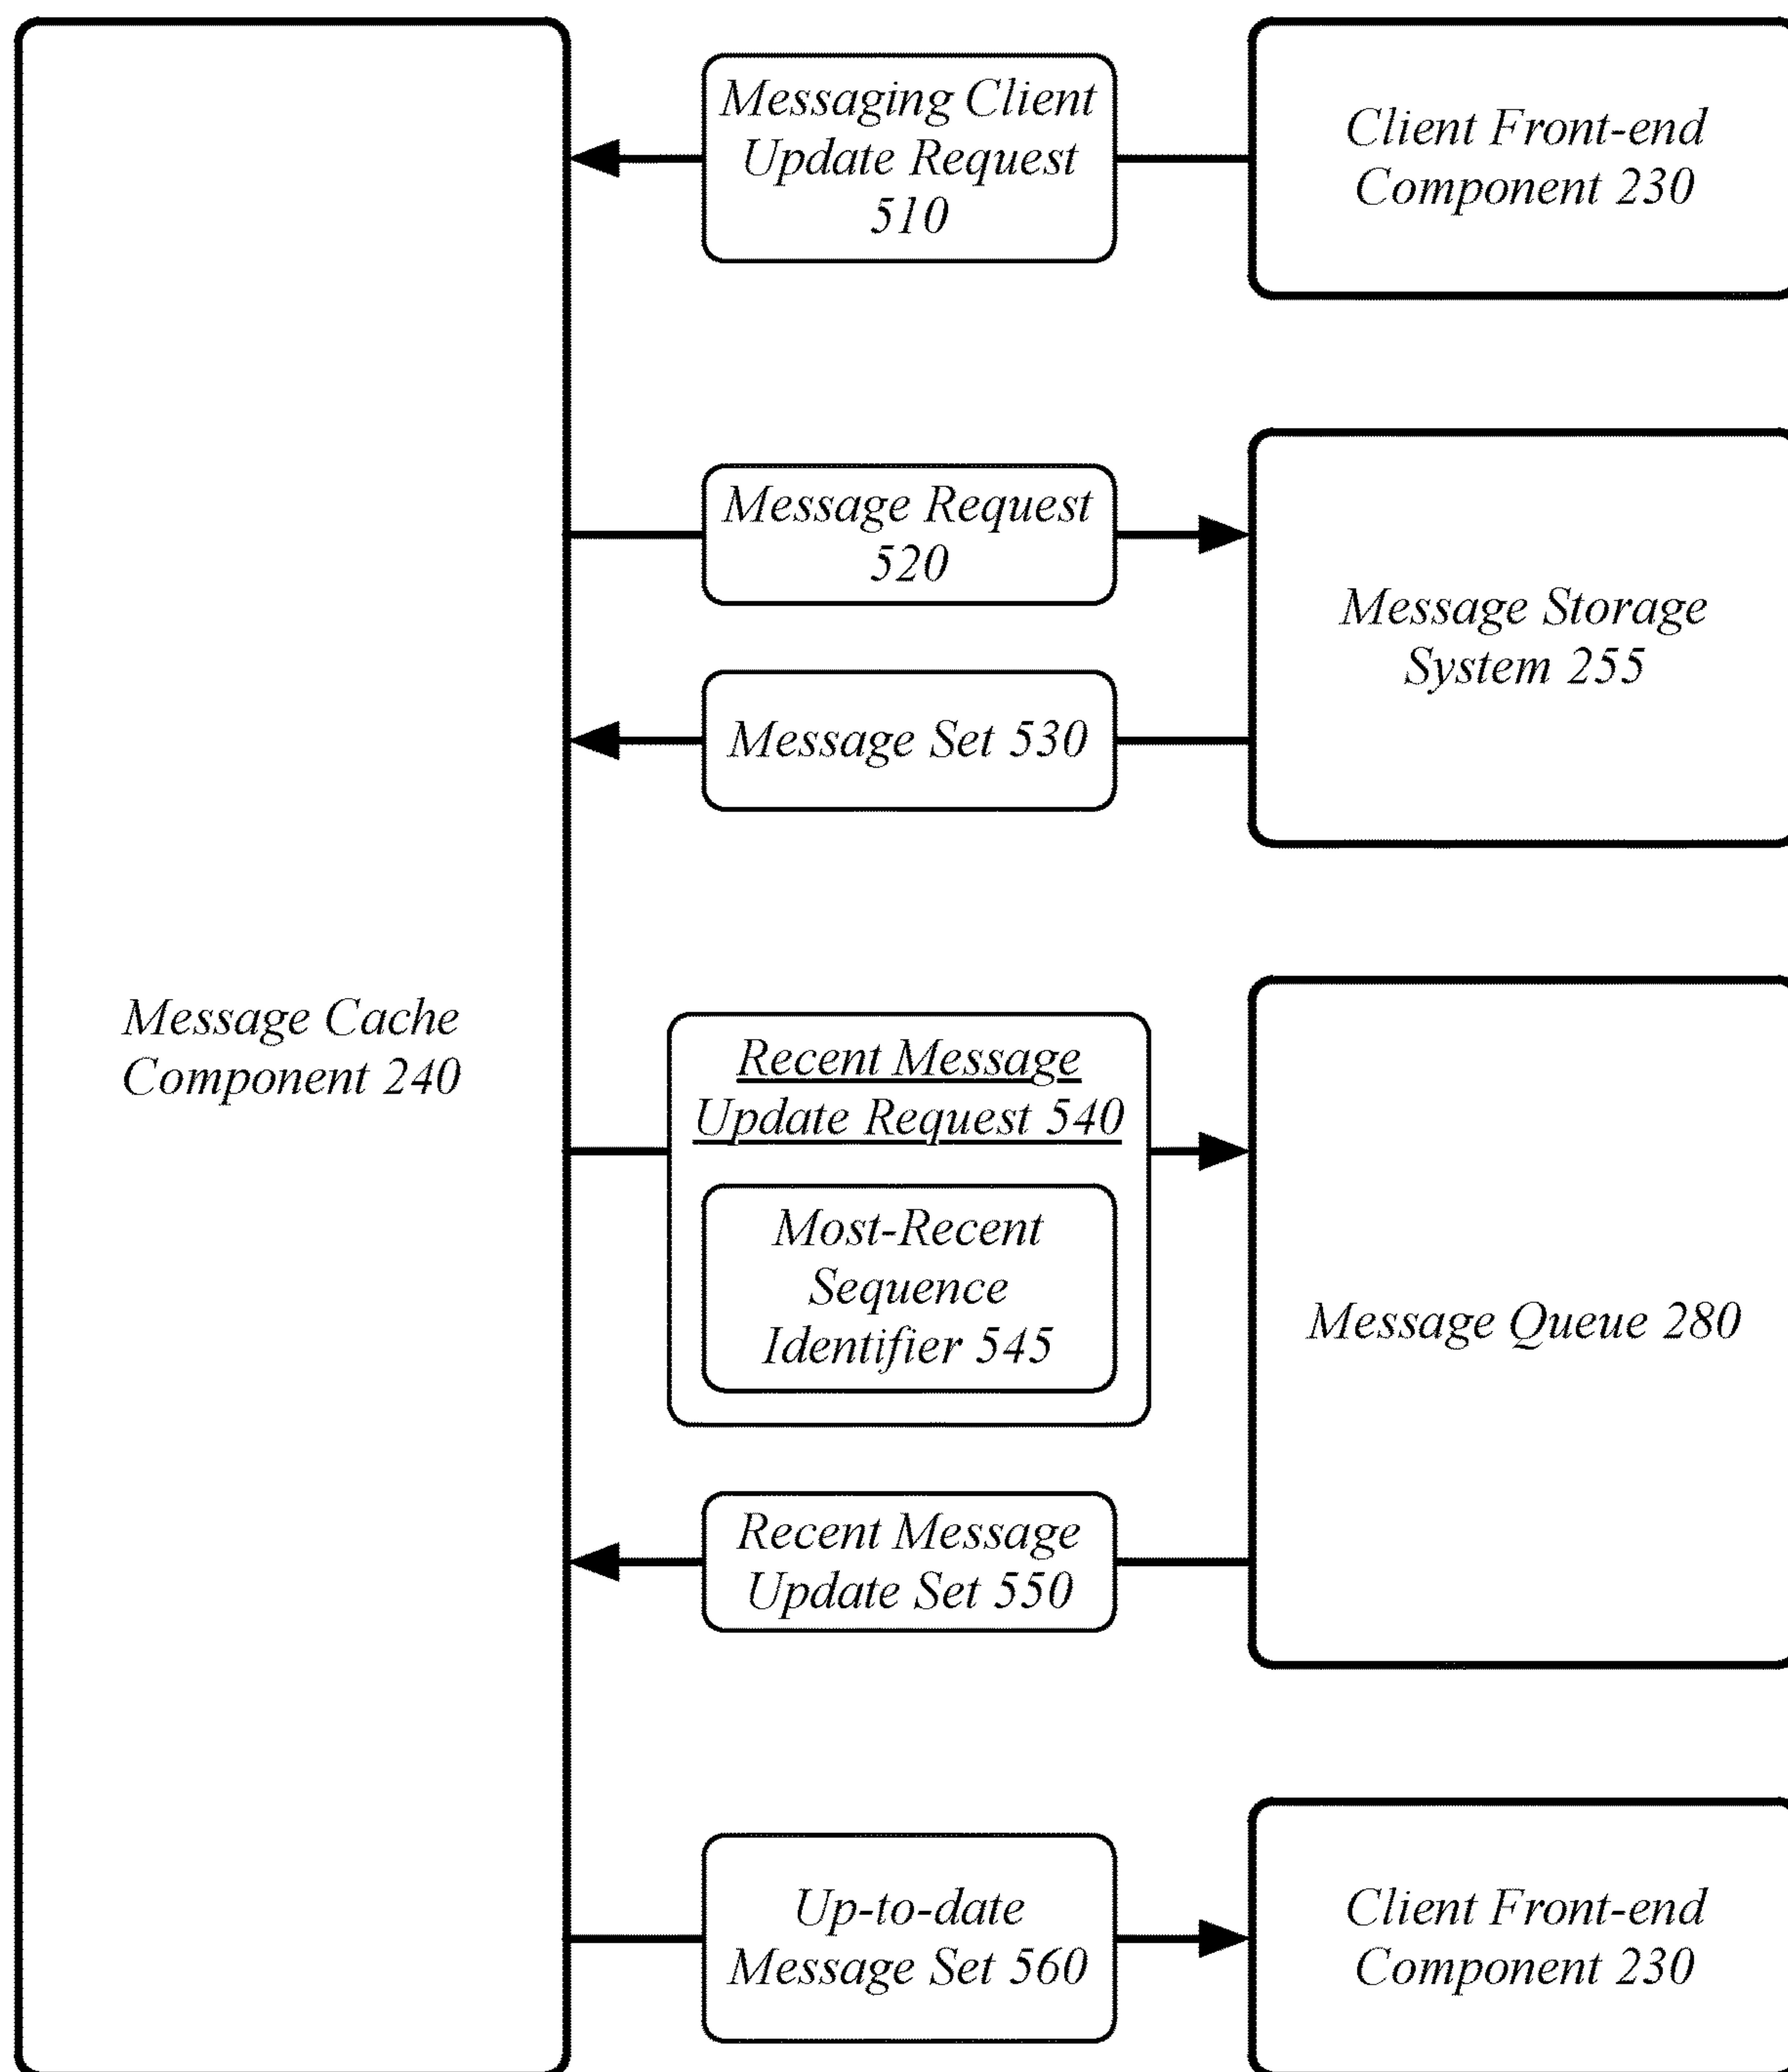 Messaging Client
Update Request
510
Client Front-end
Component 230
Message Request
520
Message Storage
System 255
Message Set 530
Message Cache
Component 240
Recent Message
Update Request 540
Most-Recent
Sequence
Identifier 545
Message Queue 280
Recent Message
Update Set 550
Up-to-date
Message Set 560
Client Front-end
Component 230